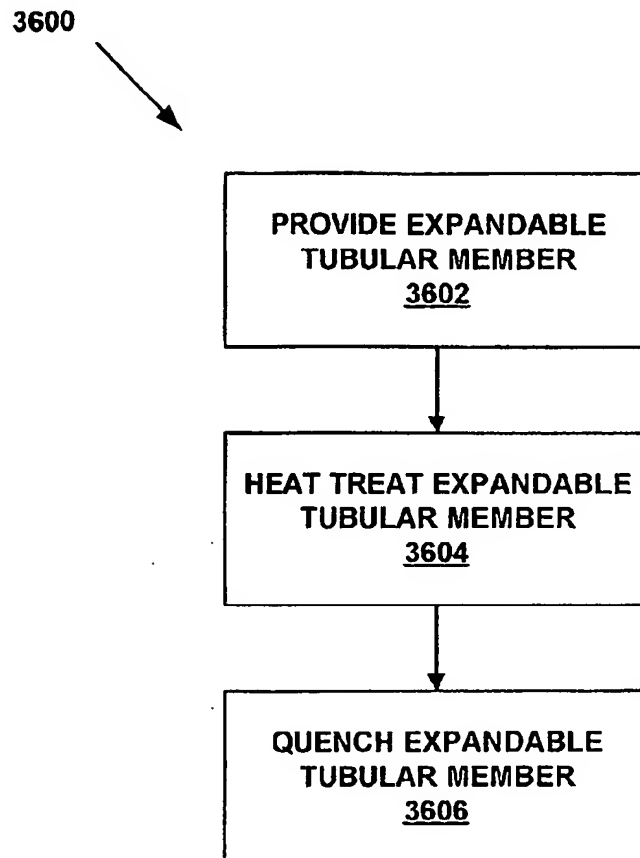 3600
PROVIDE EXPANDABLE
TUBULAR MEMBER
3602
HEAT TREAT EXPANDABLE
TUBULAR MEMBER
3604
QUENCH EXPANDABLE
TUBULAR MEMBER
3606